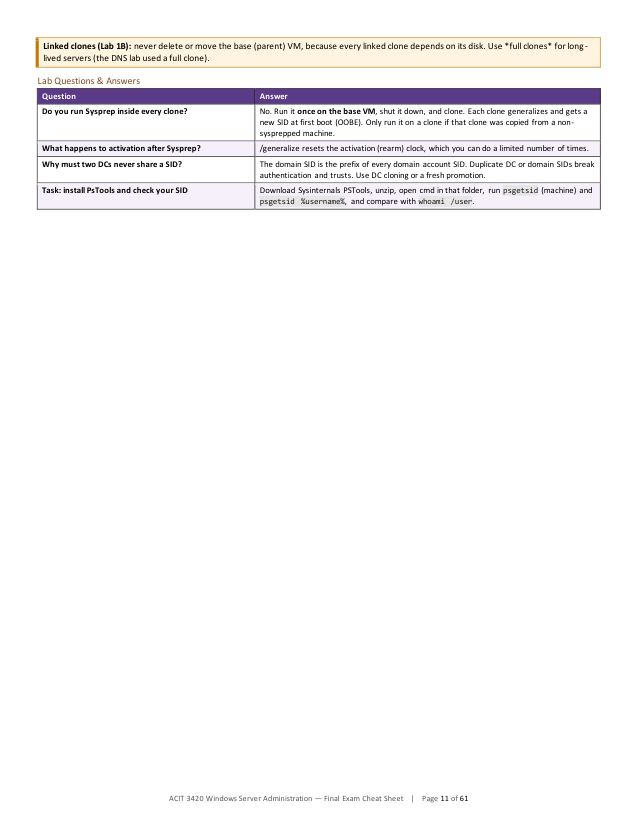 Linked clones (Lab 1B): never delete or move the base (parent) VM, because every linked clone depends on its disk. Use *full clones* for long-
lived servers (the DNS lab used a full clone).
Lab Questions & Answers
Question Answer
Do you run Sysprep inside every clone? No. Run it once on the base VM, shut it down, and clone. Each clone generalizes and gets a
new SID at first boot (OOBE). Only run it on a clone if that clone was copied from a non-
sysprepped machine.
What happens to activation after Sysprep? /generalize resets the activation (rearm) clock, which you can do a limited number of times.
Why must two DCs never share a SID? The domain SID is the prefix of every domain account SID. Duplicate DC or domain SIDs break
authentication and trusts. Use DC cloning or a fresh promotion.
Task: install PsTools and check your SID Download Sysinternals PSTools, unzip, open cmd in that folder, run psgetsid (machine) and
psgetsid %username%, and compare with whoami /user.
ACIT 3420 Windows Server Administration — Final Exam Cheat Sheet | Page 11 of 61